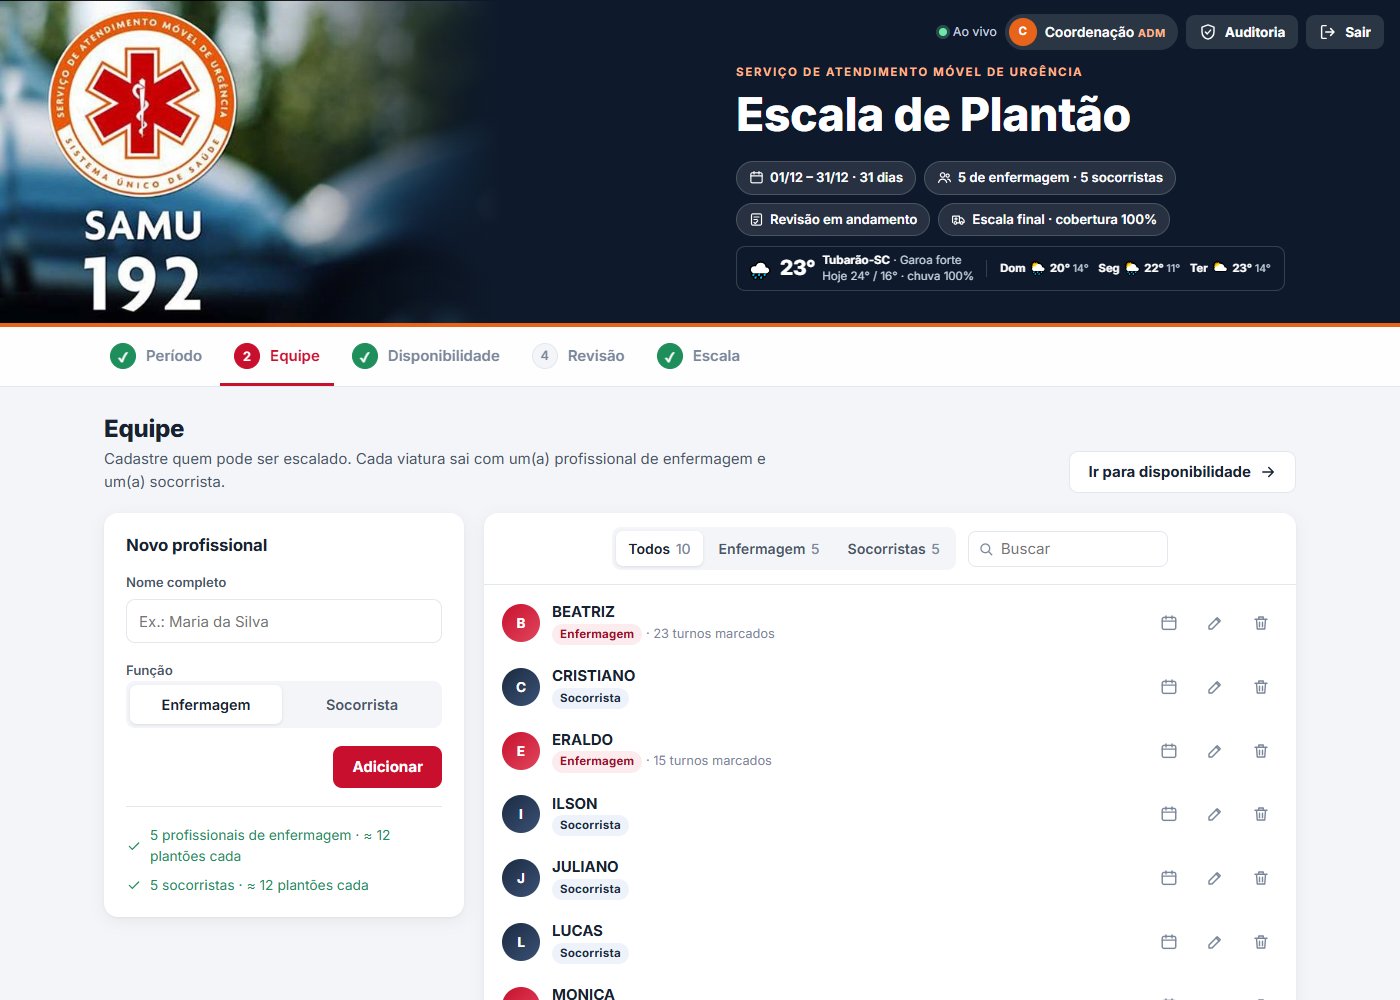 SERVIÇO DE ATENDIMENTO MÓVEL DE URGÊNCIA
SISTEMA ÚNICO DE SAÚDE
SAMU
192
Ao vivo
C Coordenação ADM
Auditoria
Sair
SERVIÇO DE ATENDIMENTO MÓVEL DE URGÊNCIA
Escala de Plantão
01/12 – 31/12 · 31 dias
5 de enfermagem · 5 socorristas
Revisão em andamento
Escala final · cobertura 100%
23° Tubarão-SC · Garoa forte
Hoje 24° / 16° · chuva 100%
Dom 20° 14° Seg 22° 11° Ter 23° 14°
✓ Período
2 Equipe
✓ Disponibilidade
4 Revisão
✓ Escala
Equipe
Cadastre quem pode ser escalado. Cada viatura sai com um(a) profissional de enfermagem e
um(a) socorrista.
Ir para disponibilidade →
Novo profissional
Nome completo
Ex.: Maria da Silva
Função
Enfermagem
Socorrista
Adicionar
✓ 5 profissionais de enfermagem · ≈ 12
plantões cada
✓ 5 socorristas · ≈ 12 plantões cada
Todos 10
Enfermagem 5
Socorristas 5
Buscar
B BEATRIZ
Enfermagem · 23 turnos marcados
C CRISTIANO
Socorrista
E ERALDO
Enfermagem · 15 turnos marcados
I ILSON
Socorrista
J JULIANO
Socorrista
L LUCAS
Socorrista
MONICA